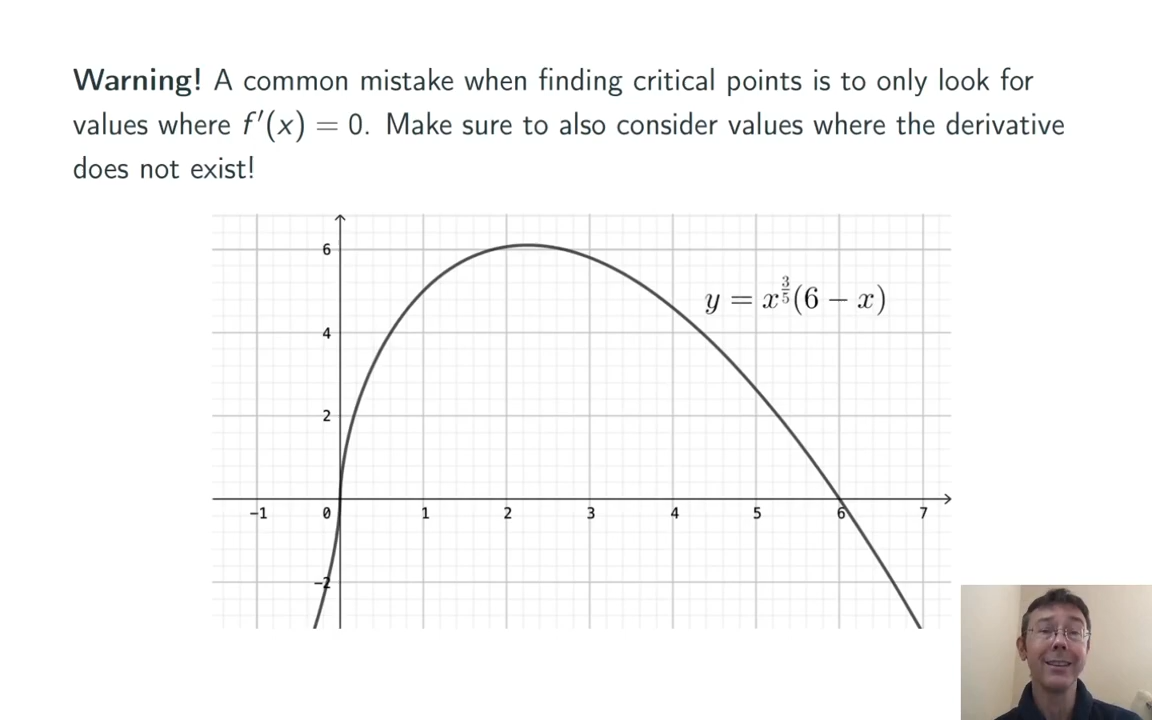 Warning! A common mistake when finding critical points is to only look for
values where f′(x) = 0. Make sure to also consider values where the derivative
does not exist!
6
y = x^{3/5}(6 − x)
4
2
−1 0 1 2 3 4 5 6 7
−2